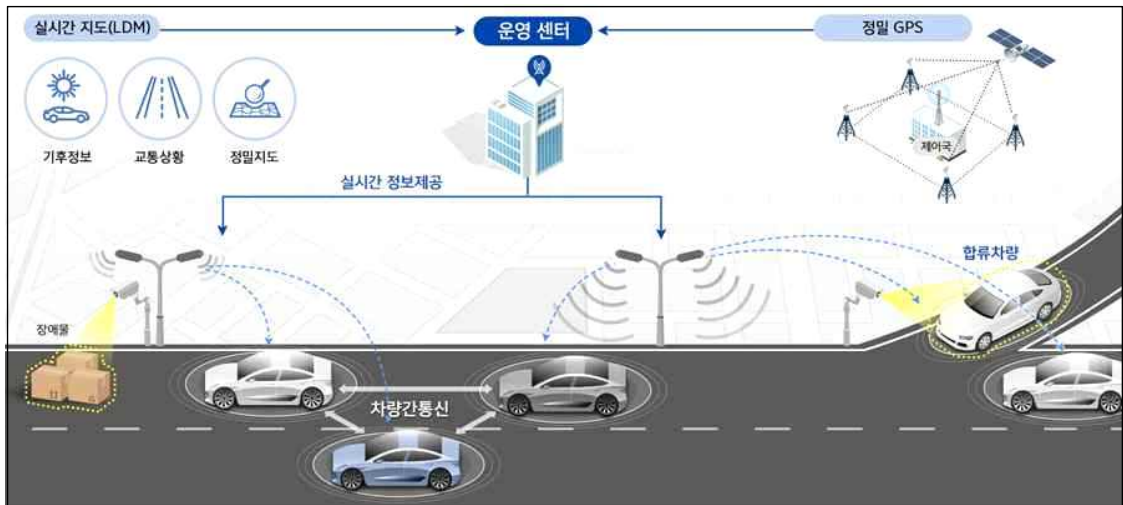 실시간 지도(LDM)
운영 센터
정밀 GPS
기후정보
교통상황
정밀지도
제어국
실시간 정보제공
합류차량
장애물
차량간통신